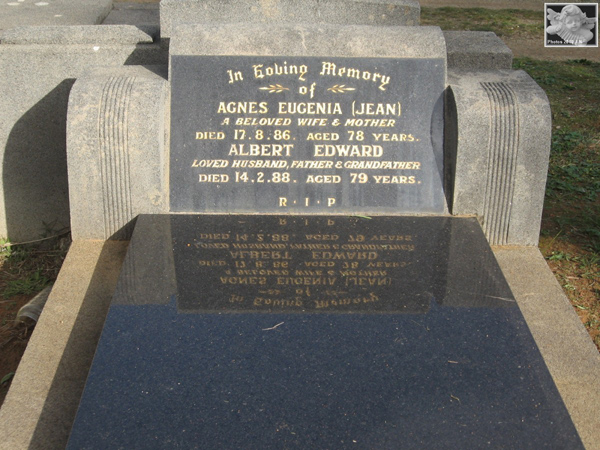 In Loving Memory
of
AGNES EUGENIA (JEAN)
A BELOVED WIFE & MOTHER
DIED 17.8.86. AGED 78 YEARS.
ALBERT EDWARD
LOVED HUSBAND, FATHER & GRANDFATHER
DIED 14.2.88. AGED 79 YEARS.
R·I·P